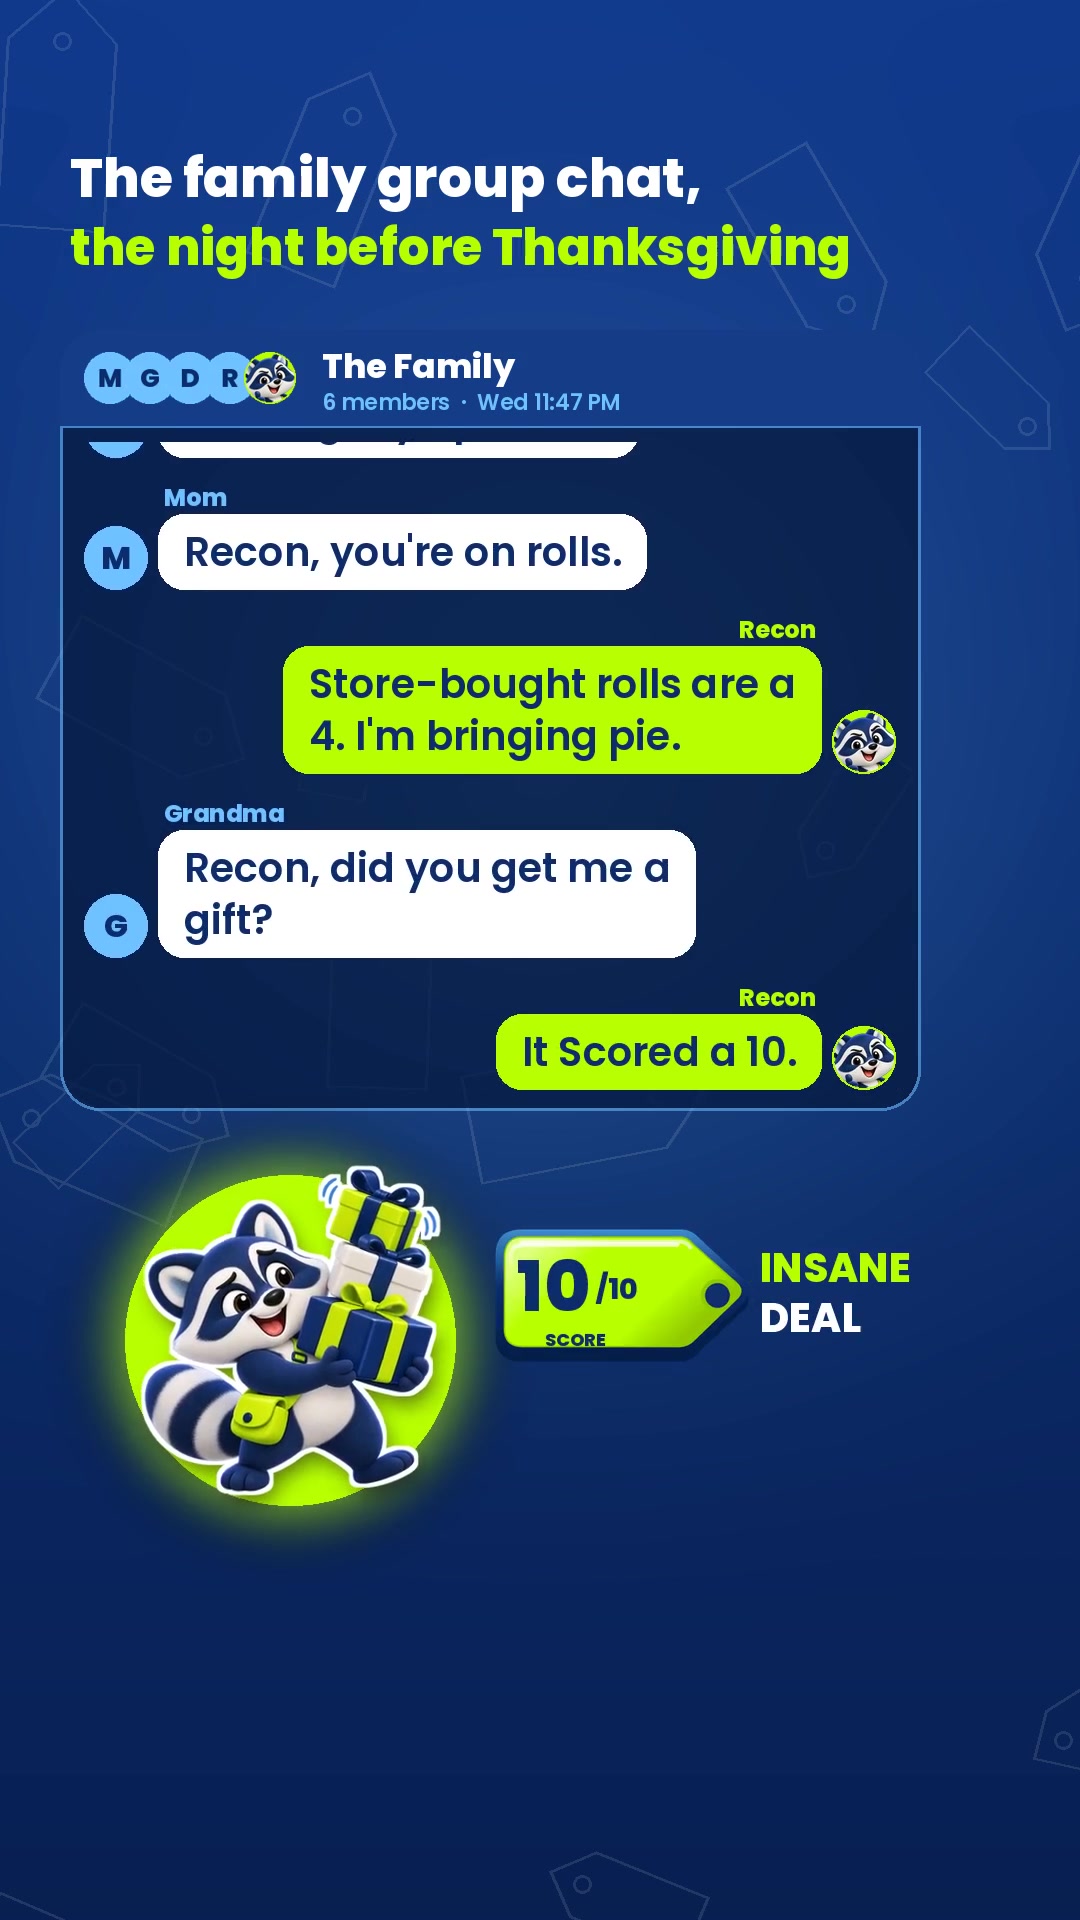 The family group chat,
the night before Thanksgiving
M G D R
The Family
6 members · Wed 11:47 PM
Mom
M
Recon, you're on rolls.
Recon
Store-bought rolls are a
4. I'm bringing pie.
Grandma
Recon, did you get me a
gift?
G
Recon
It Scored a 10.
10/10
SCORE
INSANE
DEAL